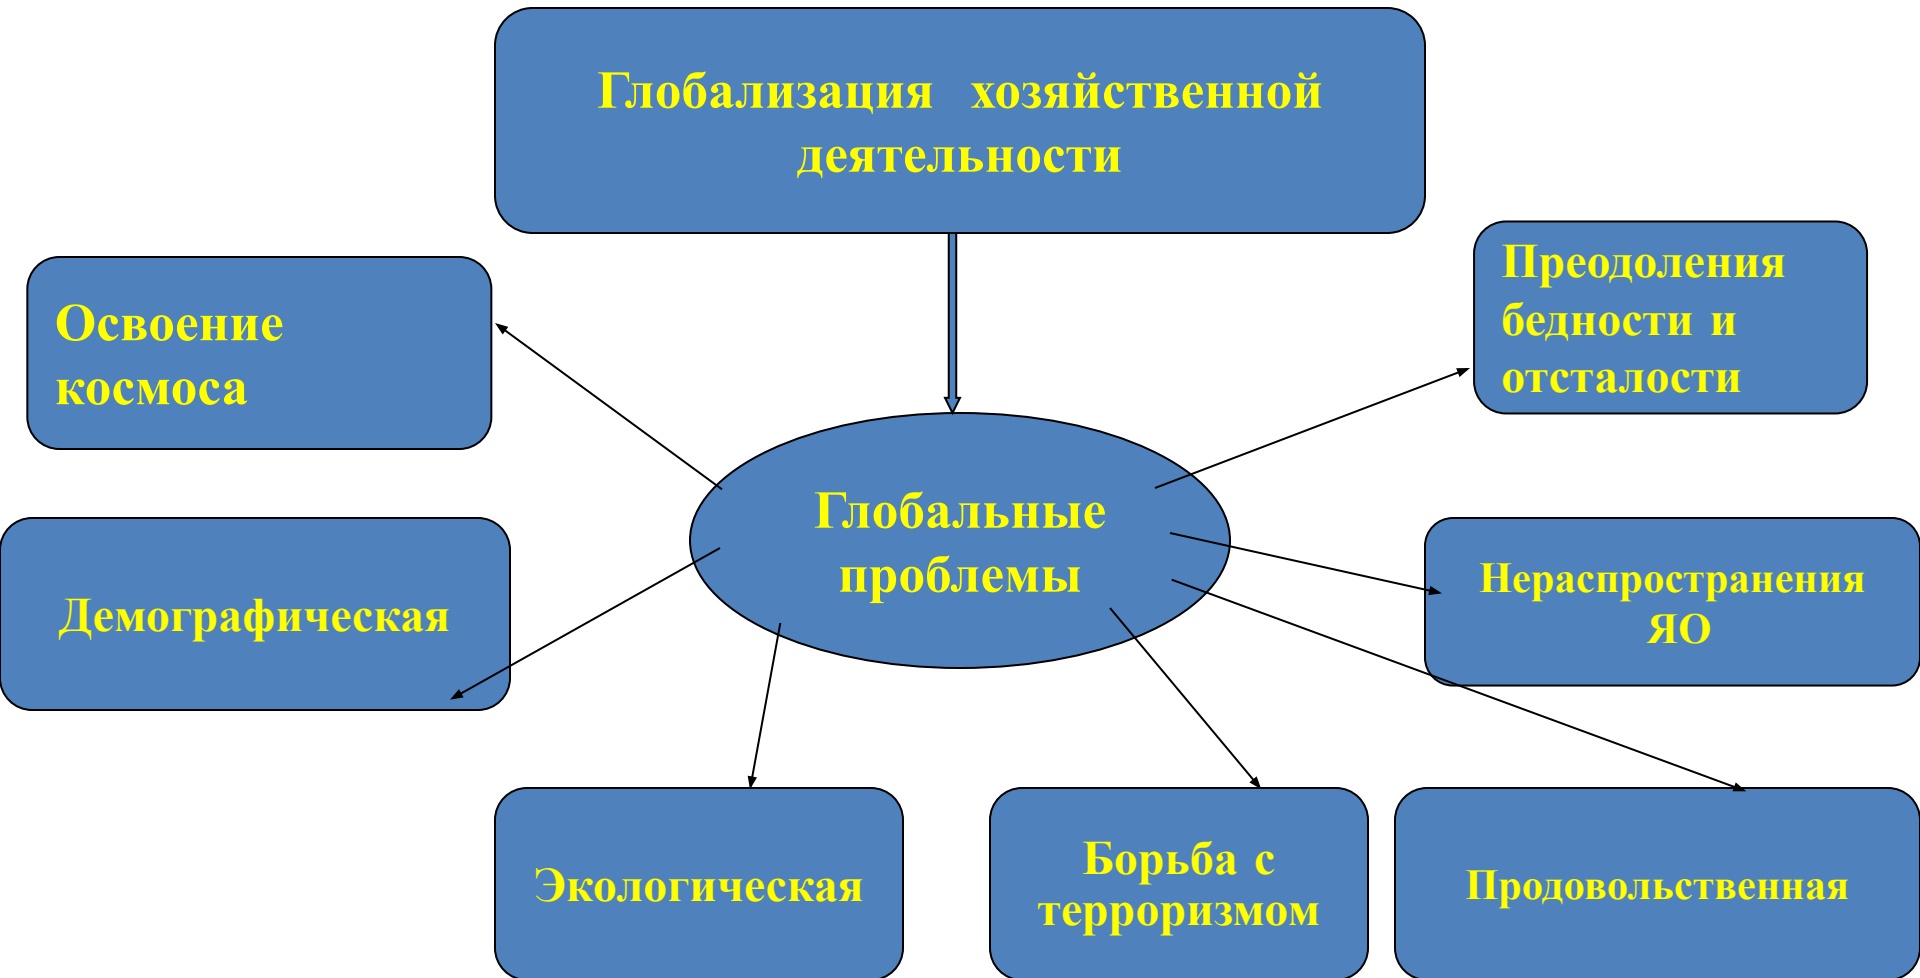 Глобализация хозяйственной
деятельности
Преодоления
бедности и
отсталости
Освоение
космоса
Глобальные
проблемы
Нераспространения
ЯО
Демографическая
Экологическая
Борьба с
терроризмом
Продовольственная